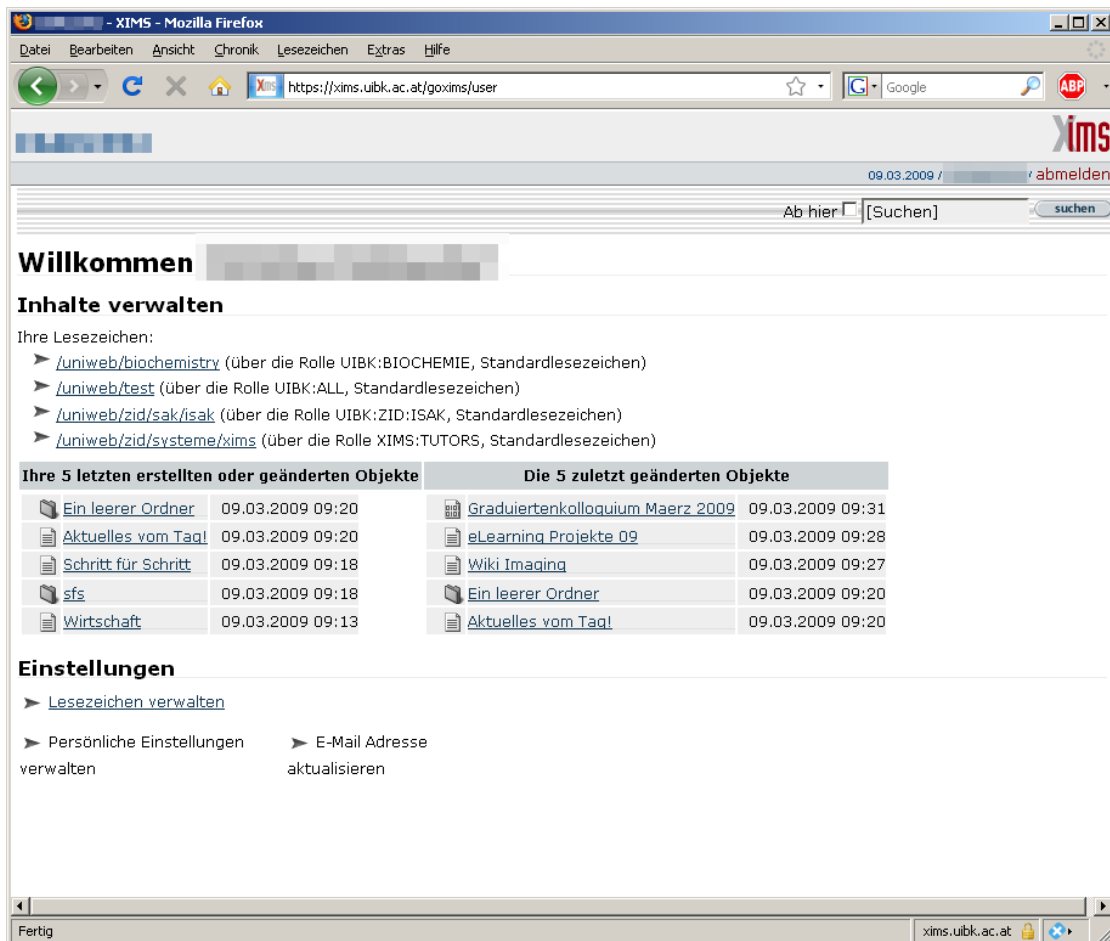 - XIMS - Mozilla Firefox
Datei Bearbeiten Ansicht Chronik Lesezeichen Extras Hilfe
Xims https://xims.uibk.ac.at/goxims/user G Google ABP
Xims
09.03.2009 / / abmelden
Ab hier [Suchen] suchen
Willkommen
Inhalte verwalten
Ihre Lesezeichen:
/uniweb/biochemistry (über die Rolle UIBK:BIOCHEMIE, Standardlesezeichen)
/uniweb/test (über die Rolle UIBK:ALL, Standardlesezeichen)
/uniweb/zid/sak/isak (über die Rolle UIBK:ZID:ISAK, Standardlesezeichen)
/uniweb/zid/systeme/xims (über die Rolle XIMS:TUTORS, Standardlesezeichen)
Ihre 5 letzten erstellten oder geänderten Objekte Die 5 zuletzt geänderten Objekte
Ein leerer Ordner 09.03.2009 09:20 Graduiertenkolloquium Maerz 2009 09.03.2009 09:31
Aktuelles vom Tag! 09.03.2009 09:20 eLearning Projekte 09 09.03.2009 09:28
Schritt für Schritt 09.03.2009 09:18 Wiki Imaging 09.03.2009 09:27
sfs 09.03.2009 09:18 Ein leerer Ordner 09.03.2009 09:20
Wirtschaft 09.03.2009 09:13 Aktuelles vom Tag! 09.03.2009 09:20
Einstellungen
Lesezeichen verwalten
Persönliche Einstellungen E-Mail Adresse
verwalten aktualisieren
Fertig xims.uibk.ac.at